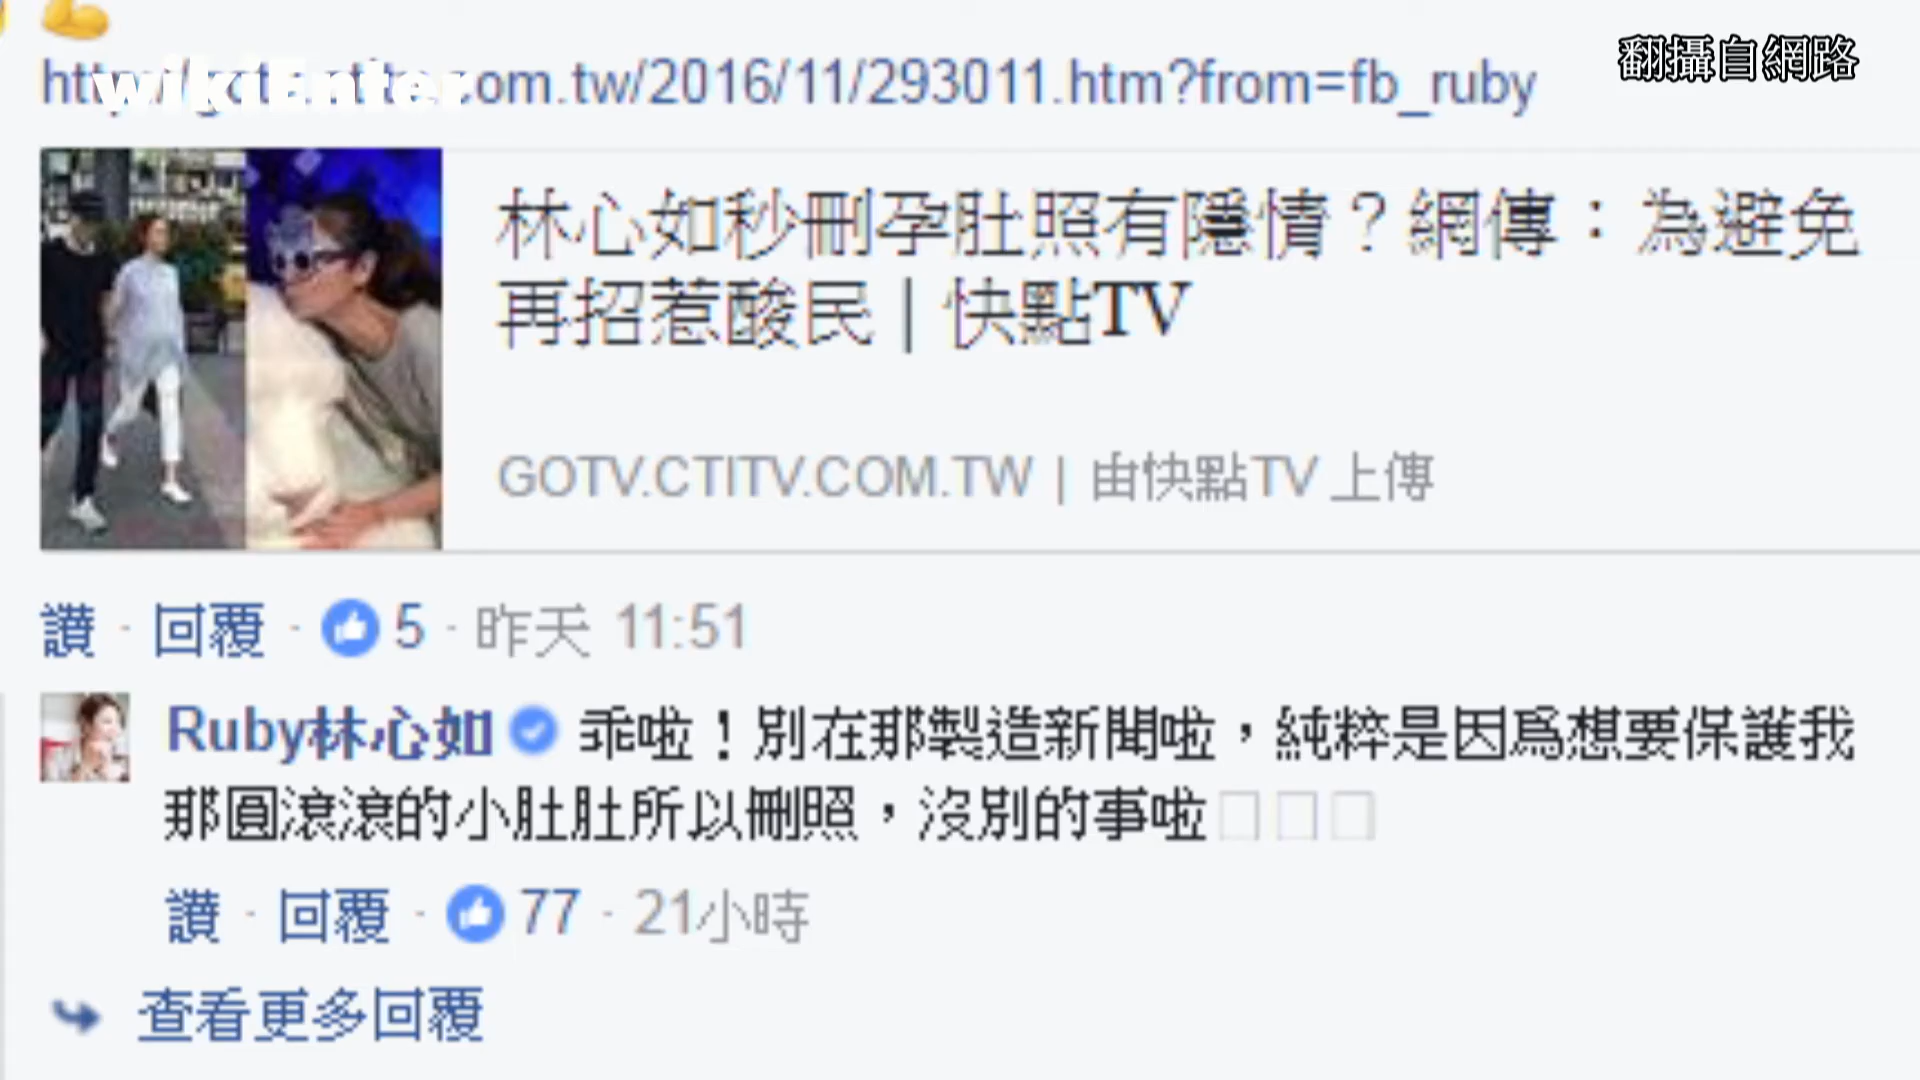 翻攝自網路
wikiEnter
.com.tw/2016/11/293011.htm?from=fb_ruby
林心如秒刪孕肚照有隱情？網傳：為避免
再招惹酸民｜快點TV
GOTV.CTITV.COM.TW | 由快點TV 上傳
讚 · 回覆 · 5 · 昨天 11:51
Ruby林心如 乖啦！別在那製造新聞啦，純粹是因為想要保護我
那圓滾滾的小肚肚所以刪照，沒別的事啦
讚 · 回覆 · 77 · 21小時
查看更多回覆